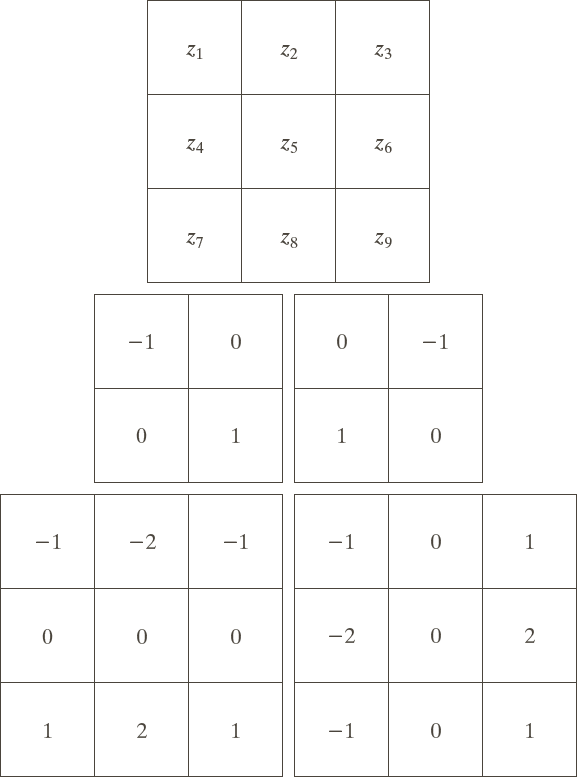 z₁ z₂ z₃
z₄ z₅ z₆
z₇ z₈ z₉
−1 0 0 −1
0 1 1 0
−1 −2 −1 −1 0 1
0 0 0 −2 0 2
1 2 1 −1 0 1